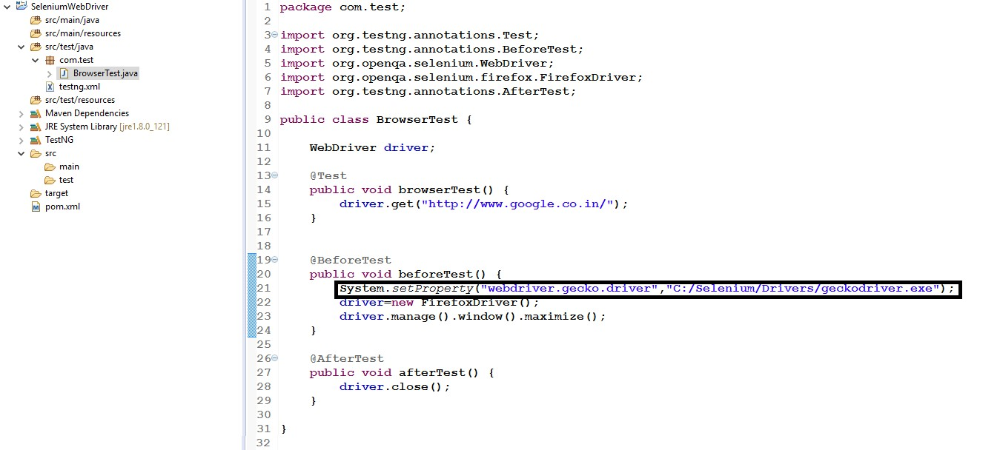 SeleniumWebDriver
src/main/java
src/main/resources
src/test/java
com.test
BrowserTest.java
testng.xml
src/test/resources
Maven Dependencies
JRE System Library [jre1.8.0_121]
TestNG
src
main
test
target
pom.xml
1 package com.test;
2
3 import org.testng.annotations.Test;
4 import org.testng.annotations.BeforeTest;
5 import org.openqa.selenium.WebDriver;
6 import org.openqa.selenium.firefox.FirefoxDriver;
7 import org.testng.annotations.AfterTest;
8
9 public class BrowserTest {
10
11     WebDriver driver;
12
13     @Test
14     public void browserTest() {
15         driver.get("http://www.google.co.in/");
16     }
17
18
19     @BeforeTest
20     public void beforeTest() {
21         System.setProperty("webdriver.gecko.driver","C:/Selenium/Drivers/geckodriver.exe");
22         driver=new FirefoxDriver();
23         driver.manage().window().maximize();
24     }
25
26     @AfterTest
27     public void afterTest() {
28         driver.close();
29     }
30
31 }
32